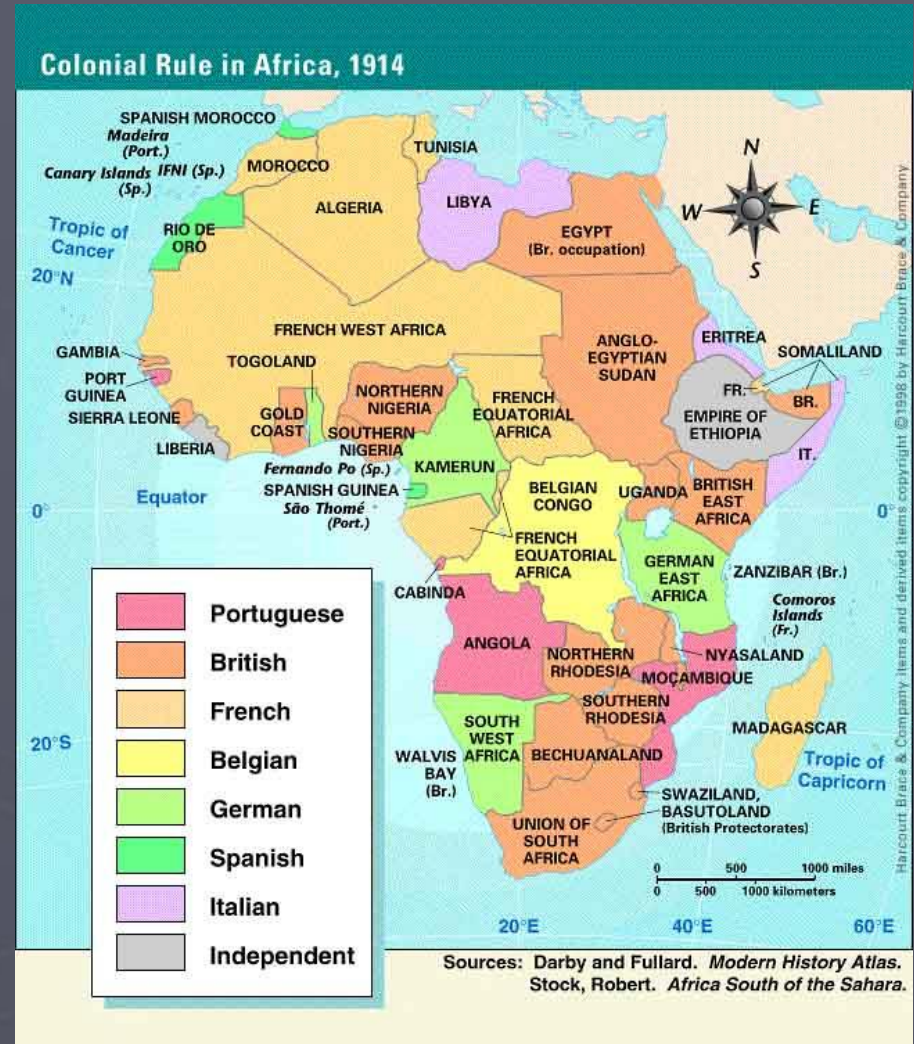 Colonial Rule in Africa, 1914
SPANISH MOROCCO
Madeira
(Port.)
Canary Islands
(Sp.)
IFNI (Sp.)
MOROCCO
TUNISIA
ALGERIA
LIBYA
EGYPT
(Br. occupation)
N
W
E
S
Tropic of
Cancer
20°N
RIO DE
ORO
FRENCH WEST AFRICA
GAMBIA
PORT
GUINEA
SIERRA LEONE
LIBERIA
TOGOLAND
GOLD
COAST
NORTHERN
NIGERIA
SOUTHERN
NIGERIA
FRENCH
EQUATORIAL
AFRICA
ANGLO-
EGYPTIAN
SUDAN
ERITREA
SOMALILAND
FR.
BR.
IT.
EMPIRE OF
ETHIOPIA
Fernando Po (Sp.)
SPANISH GUINEA
São Thomé
(Port.)
KAMERUN
Equator
0°
0°
BELGIAN
CONGO
UGANDA
BRITISH
EAST
AFRICA
FRENCH
EQUATORIAL
AFRICA
GERMAN
EAST
AFRICA
ZANZIBAR (Br.)
Comoros
Islands
(Fr.)
CABINDA
ANGOLA
NORTHERN
RHODESIA
NYASALAND
MOÇAMBIQUE
SOUTHERN
RHODESIA
MADAGASCAR
20°S
WALVIS
BAY
(Br.)
SOUTH
WEST
AFRICA
BECHUANALAND
Tropic of
Capricorn
SWAZILAND,
BASUTOLAND
(British Protectorates)
UNION OF
SOUTH
AFRICA
0 500 1000 miles
0 500 1000 kilometers
20°E
40°E
60°E
Portuguese
British
French
Belgian
German
Spanish
Italian
Independent
Sources: Darby and Fullard. Modern History Atlas.
Stock, Robert. Africa South of the Sahara.
Harcourt Brace & Company items and derived items copyright ©1998 by Harcourt Brace & Company